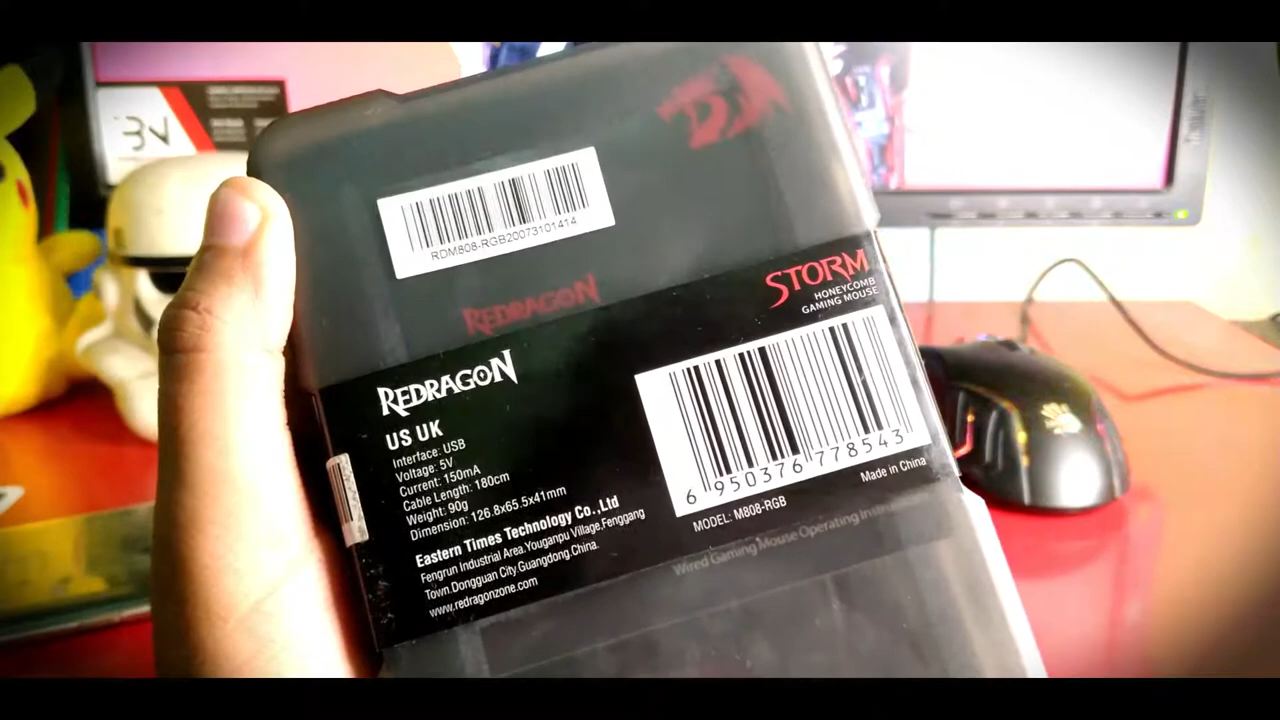 3N
RDM808-RGB20073101414
REDRAGON
STORM
HONEYCOMB
GAMING MOUSE
REDRAGON
US UK
Interface: USB
Voltage: 5V
Current: 150mA
Cable Length: 180cm
Weight: 90g
Dimension: 126.8x65.5x41mm
Eastern Times Technology Co.,Ltd
Fengrun Industrial Area.Youganpu Village,Fenggang
Town.Dongguan City Guangdong.China.
www.redragonzone.com
6 950376 778543
MODEL: M808-RGB
Made in China
Wired Gaming Mouse Operating